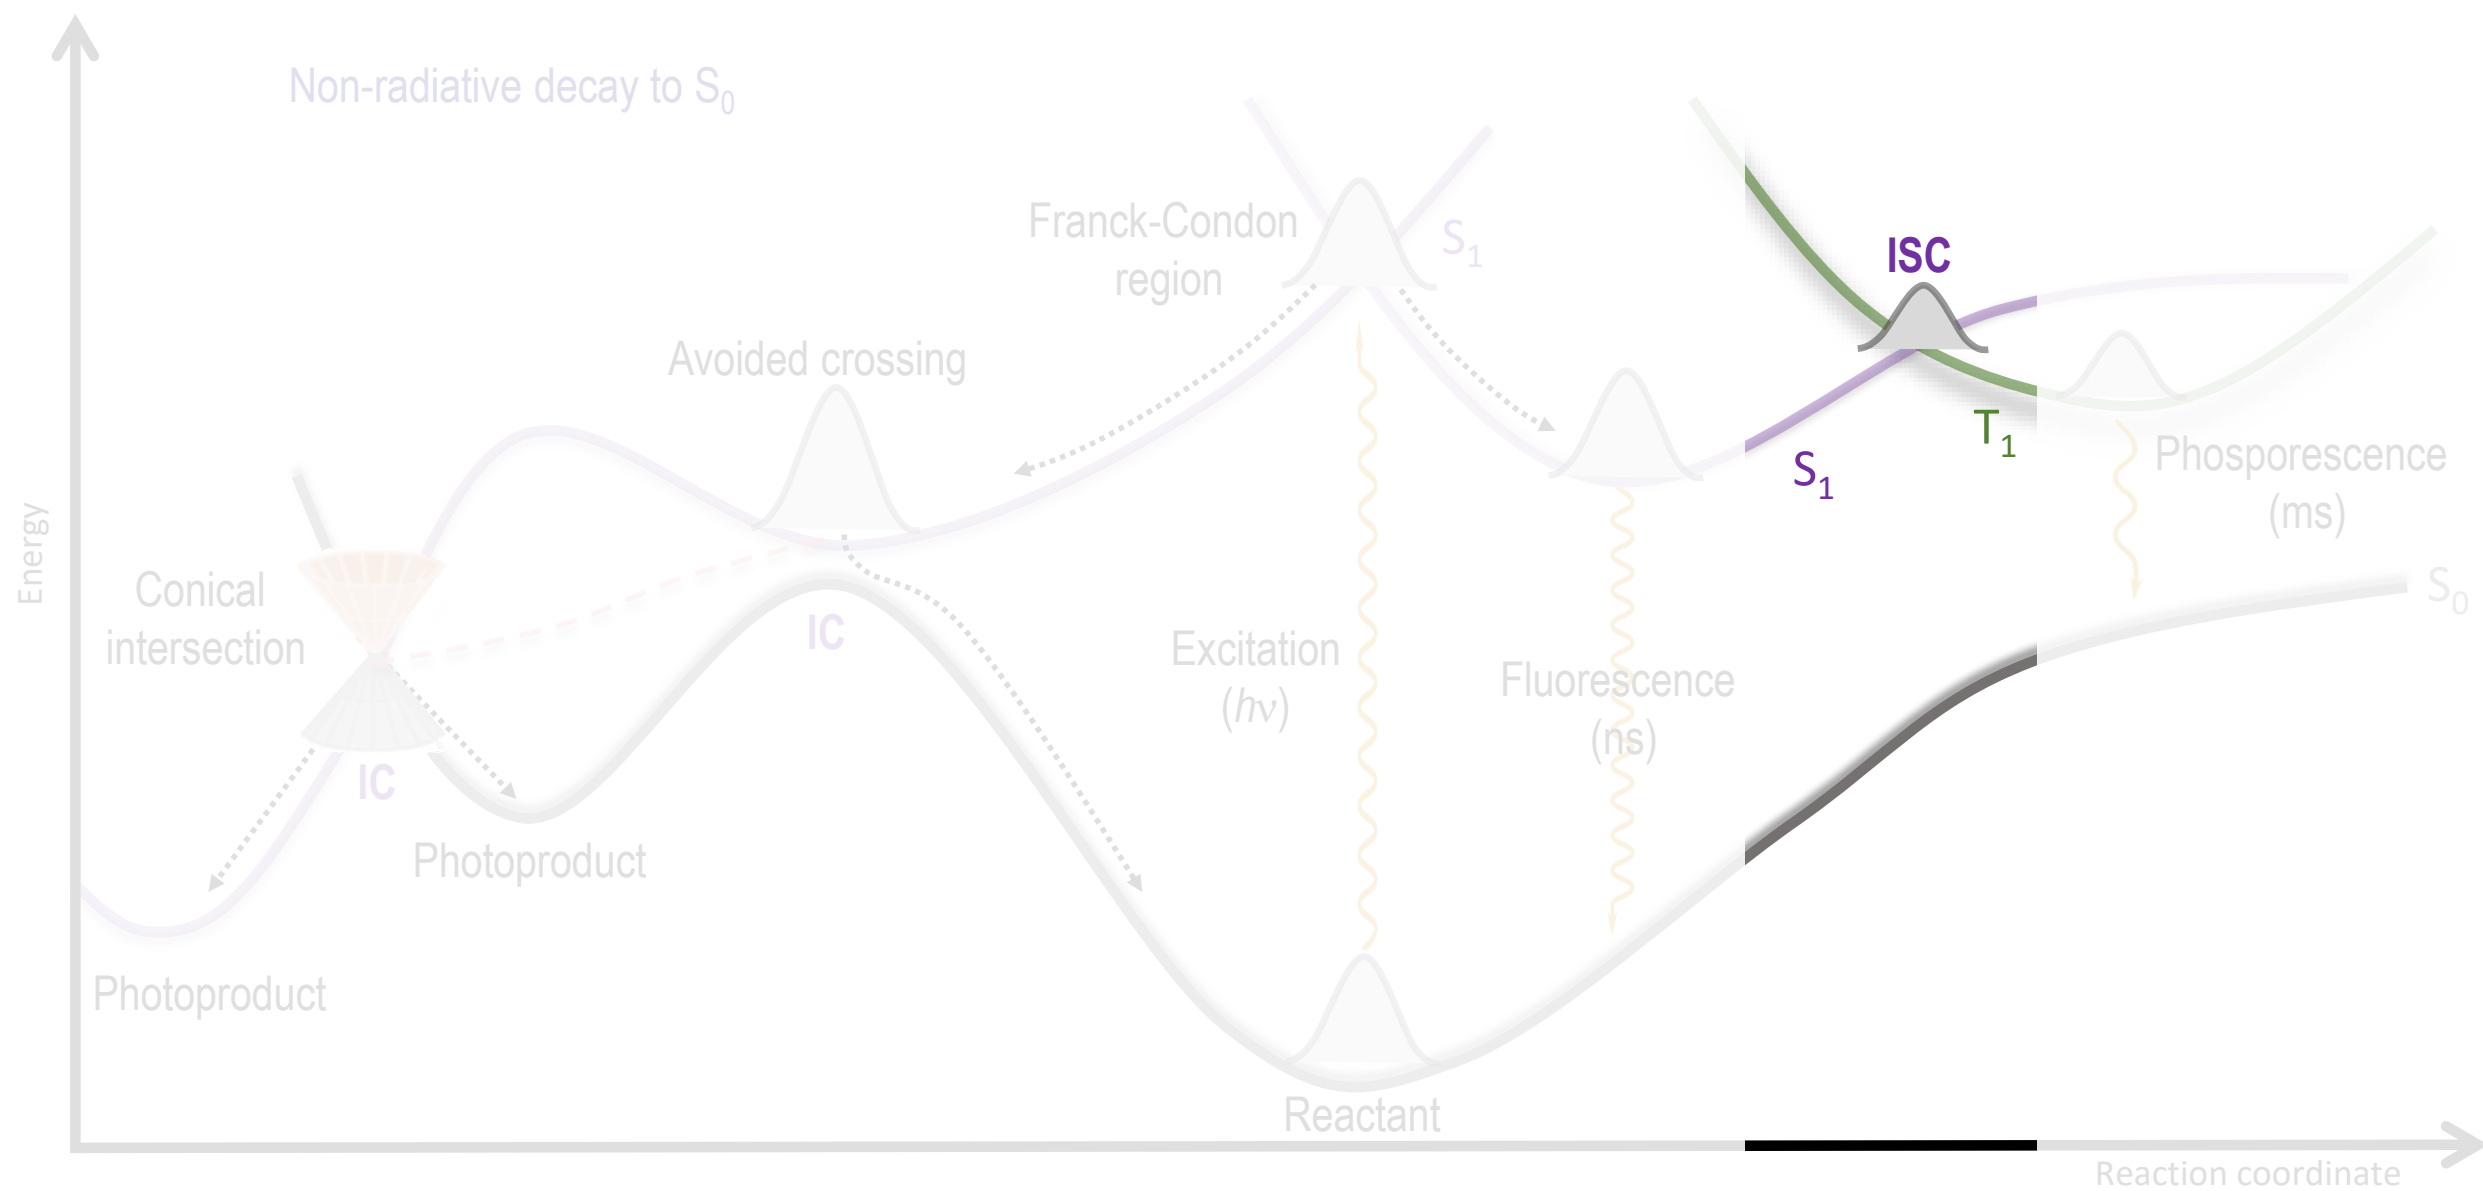 Non-radiative decay to S0
Franck-Condon
region
S1
ISC
Avoided crossing
T1
S1
Phosporescence
(ms)
Energy
Conical
intersection
IC
S0
Excitation
(hν)
Fluorescence
(ns)
IC
Photoproduct
Photoproduct
Reactant
Reaction coordinate